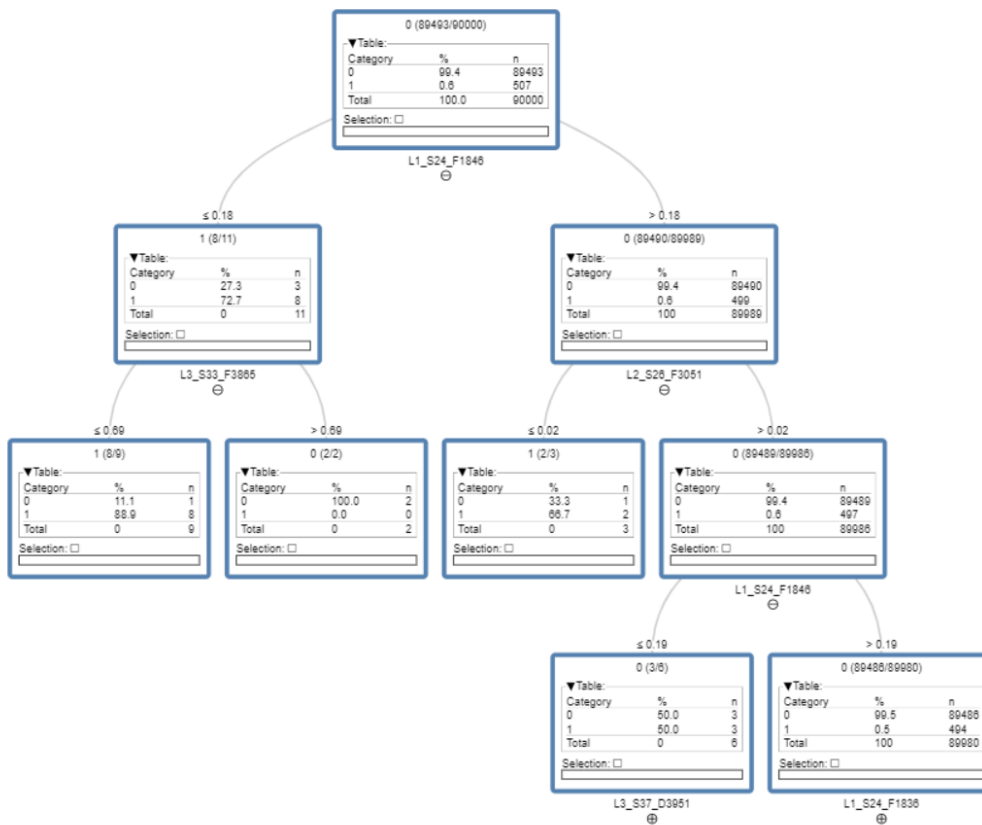 0 (89493/90000)
▼Table:
Category % n
0 99.4 89493
1 0.6 507
Total 100.0 90000
Selection: ☐
L1_S24_F1846
⊖
≤ 0.18
> 0.18
1 (8/11)
▼Table:
Category % n
0 27.3 3
1 72.7 8
Total 0 11
Selection: ☐
L3_S33_F3865
⊖
0 (89490/89989)
▼Table:
Category % n
0 99.4 89490
1 0.6 499
Total 100 89989
Selection: ☐
L2_S26_F3051
⊖
≤ 0.69
> 0.69
≤ 0.02
> 0.02
1 (8/9)
▼Table:
Category % n
0 11.1 1
1 88.9 8
Total 0 9
Selection: ☐
0 (2/2)
▼Table:
Category % n
0 100.0 2
1 0.0 0
Total 0 2
Selection: ☐
1 (2/3)
▼Table:
Category % n
0 33.3 1
1 66.7 2
Total 0 3
Selection: ☐
0 (89489/89986)
▼Table:
Category % n
0 99.4 89489
1 0.6 497
Total 100 89986
Selection: ☐
L1_S24_F1846
⊖
≤ 0.19
> 0.19
0 (3/6)
▼Table:
Category % n
0 50.0 3
1 50.0 3
Total 0 6
Selection: ☐
L3_S37_D3951
⊕
0 (89486/89980)
▼Table:
Category % n
0 99.5 89486
1 0.5 494
Total 100 89980
Selection: ☐
L1_S24_F1836
⊕